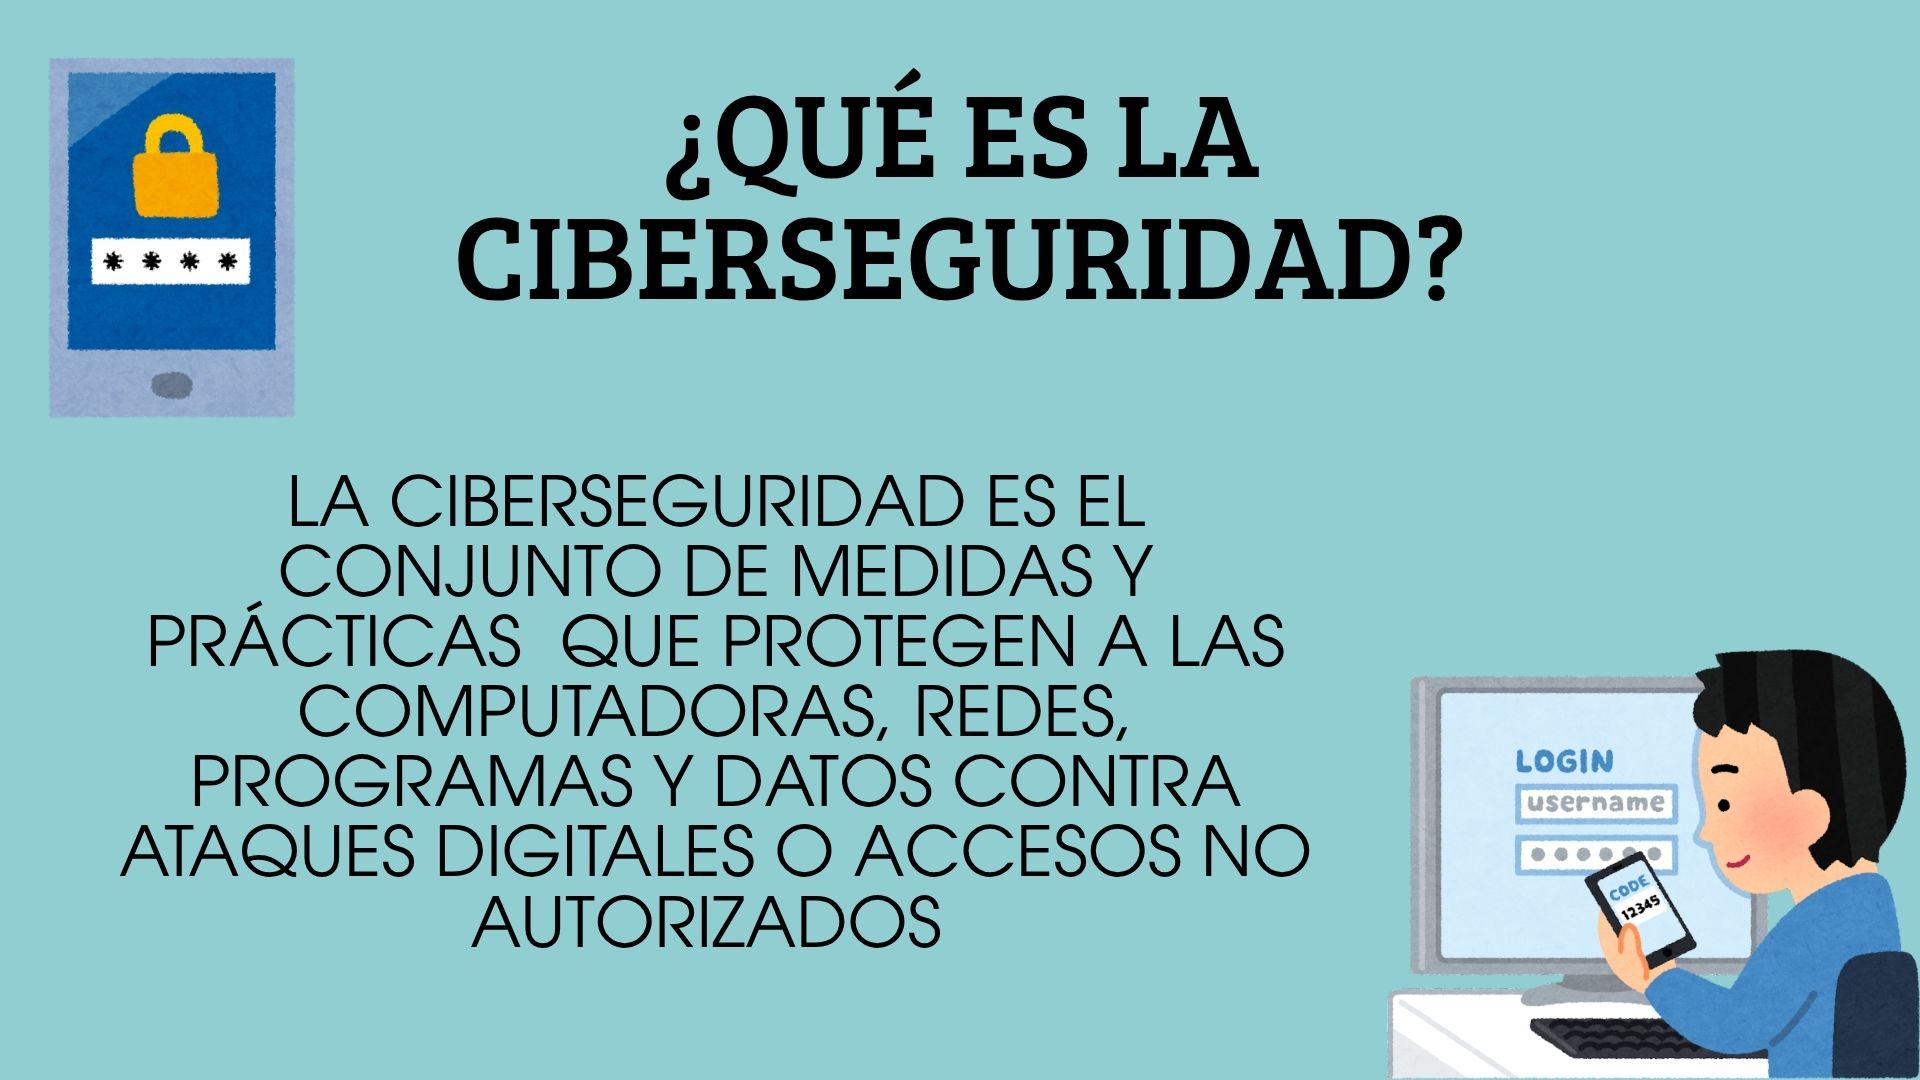 ¿QUÉ ES LA
CIBERSEGURIDAD?
* * * *
LA CIBERSEGURIDAD ES EL
CONJUNTO DE MEDIDAS Y
PRÁCTICAS  QUE PROTEGEN A LAS
COMPUTADORAS, REDES,
PROGRAMAS Y DATOS CONTRA
ATAQUES DIGITALES O ACCESOS NO
AUTORIZADOS
LOGIN
username
CODE
12345